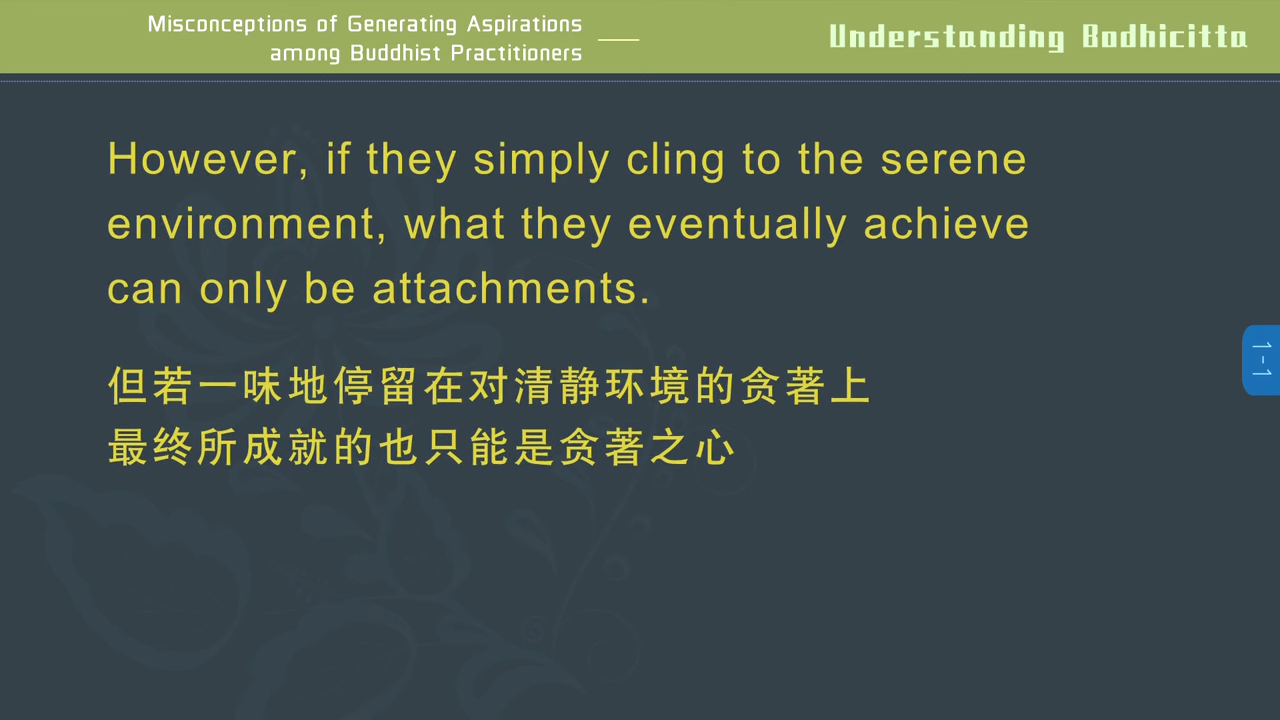 Misconceptions of Generating Aspirations
among Buddhist Practitioners
Understanding Bodhicitta
However, if they simply cling to the serene
environment, what they eventually achieve
can only be attachments.
但若一味地停留在对清静环境的贪著上
最终所成就的也只能是贪著之心
1-1